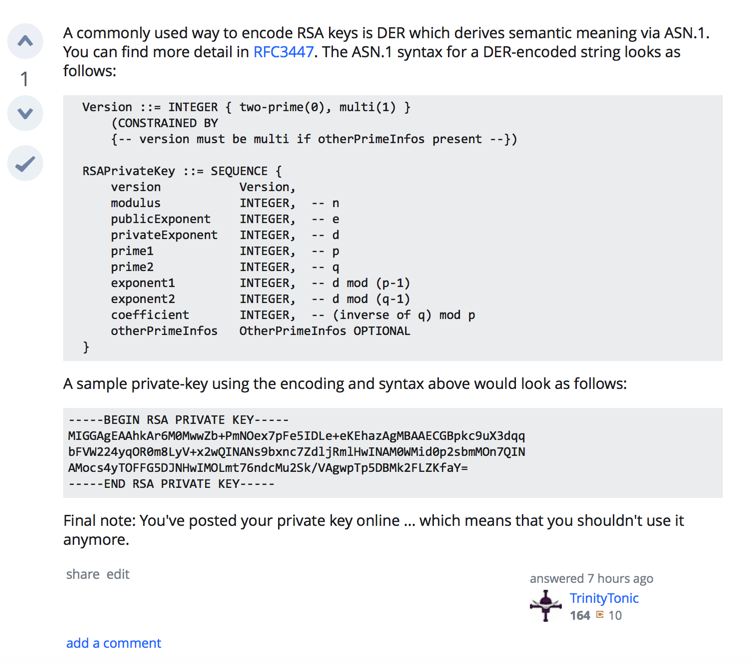 A commonly used way to encode RSA keys is DER which derives semantic meaning via ASN.1.
You can find more detail in RFC3447. The ASN.1 syntax for a DER-encoded string looks as
follows:
1
Version ::= INTEGER { two-prime(0), multi(1) }
(CONSTRAINED BY
{-- version must be multi if otherPrimeInfos present --})
RSAPrivateKey ::= SEQUENCE {
version Version,
modulus INTEGER, -- n
publicExponent INTEGER, -- e
privateExponent INTEGER, -- d
prime1 INTEGER, -- p
prime2 INTEGER, -- q
exponent1 INTEGER, -- d mod (p-1)
exponent2 INTEGER, -- d mod (q-1)
coefficient INTEGER, -- (inverse of q) mod p
otherPrimeInfos OtherPrimeInfos OPTIONAL
}
A sample private-key using the encoding and syntax above would look as follows:
-----BEGIN RSA PRIVATE KEY-----
MIGGAgEAAhkAr6M0MwwZb+PmNOex7pFe5IDLe+eKEhazAgMBAAECGBpkc9uX3dqq
bFVW224yqOR0m8LyV+x2wQINANs9bxnc7ZdljRmlHwINAM0WMid0p2sbmMOn7QIN
AMocs4yTOFFG5DJNHwIMOLmt76ndcMu2Sk/VAgwpTp5DBMk2FLZKfaY=
-----END RSA PRIVATE KEY-----
Final note: You've posted your private key online ... which means that you shouldn't use it
anymore.
share edit
answered 7 hours ago
TrinityTonic
164 10
add a comment